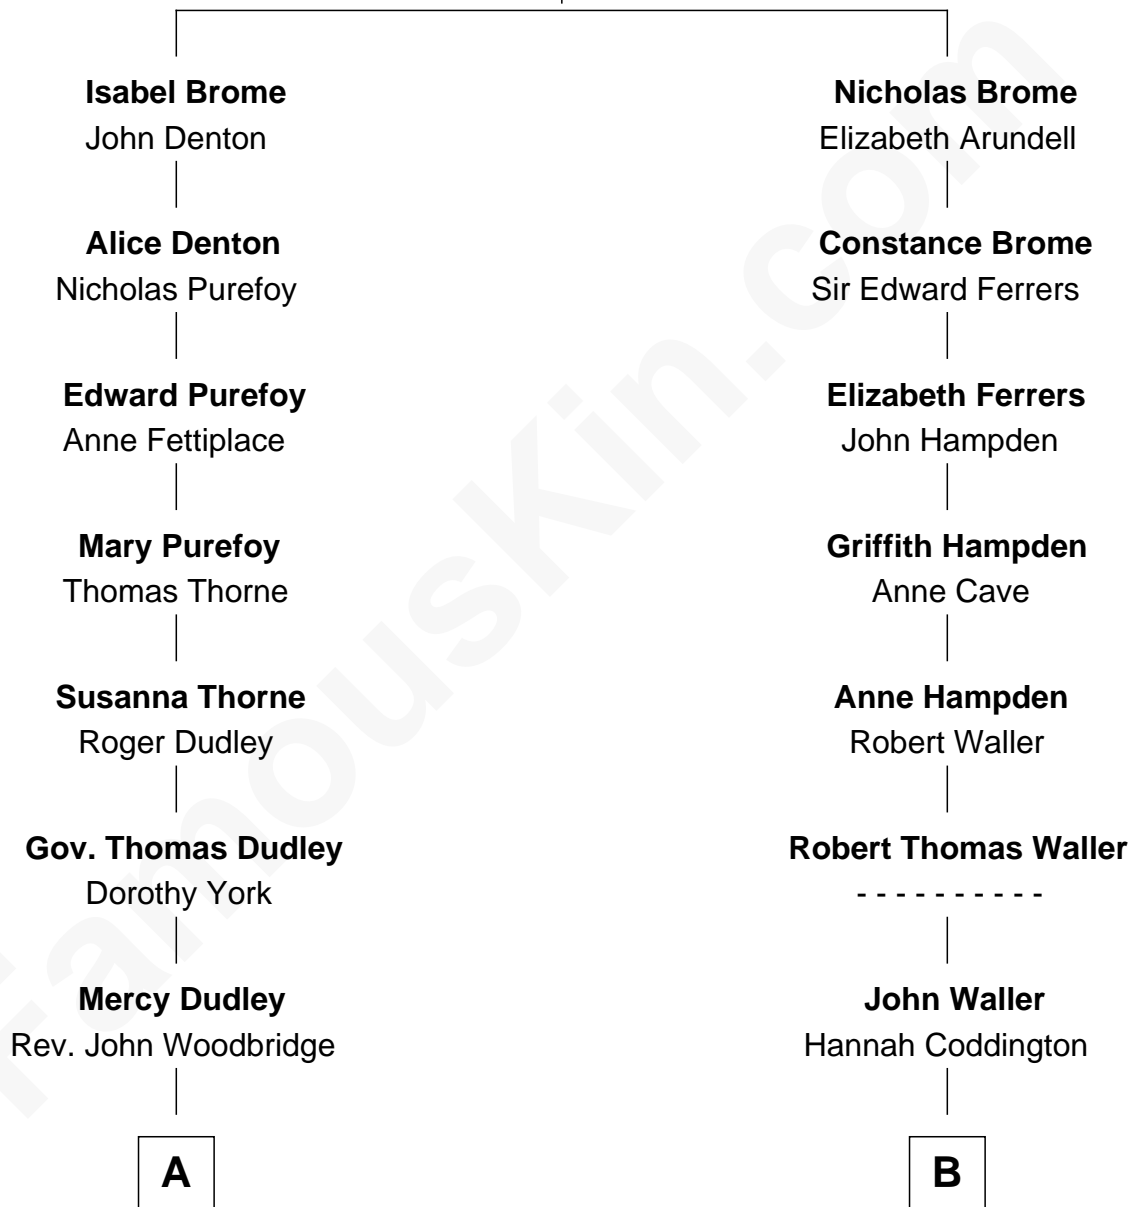 Isabel Brome
John Denton
Nicholas Brome
Elizabeth Arundell
Alice Denton
Nicholas Purefoy
Constance Brome
Sir Edward Ferrers
Edward Purefoy
Anne Fettiplace
Elizabeth Ferrers
John Hampden
Mary Purefoy
Thomas Thorne
Griffith Hampden
Anne Cave
Susanna Thorne
Roger Dudley
Anne Hampden
Robert Waller
Gov. Thomas Dudley
Dorothy York
Robert Thomas Waller
- - - - - - - - - -
Mercy Dudley
Rev. John Woodbridge
John Waller
Hannah Coddington
A
B
FamousKin.com